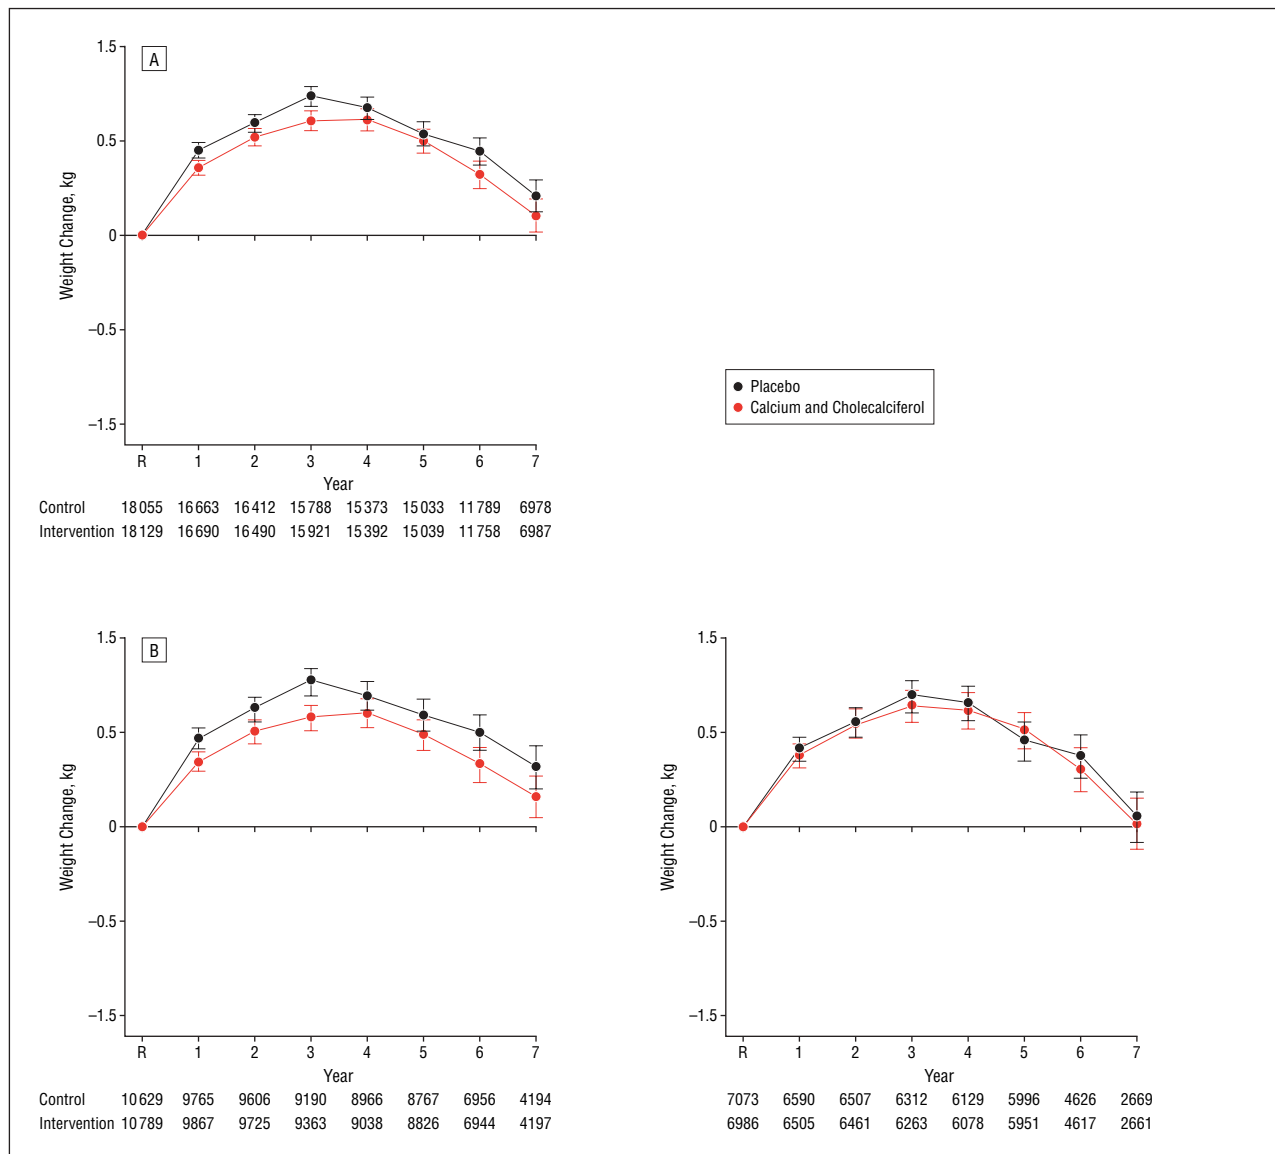 A
1.5
0.5
0
–0.5
–1.5
Weight Change, kg
R 1 2 3 4 5 6 7
Year
Control 18 055 16 663 16 412 15 788 15 373 15 033 11 789 6978
Intervention 18 129 16 690 16 490 15 921 15 392 15 039 11 758 6987
Placebo
Calcium and Cholecalciferol
B
1.5
0.5
0
–0.5
–1.5
Weight Change, kg
R 1 2 3 4 5 6 7
Year
Control 10 629 9765 9606 9190 8966 8767 6956 4194
Intervention 10 789 9867 9725 9363 9038 8826 6944 4197
1.5
0.5
0
–0.5
–1.5
Weight Change, kg
R 1 2 3 4 5 6 7
Year
7073 6590 6507 6312 6129 5996 4626 2669
6986 6505 6461 6263 6078 5951 4617 2661